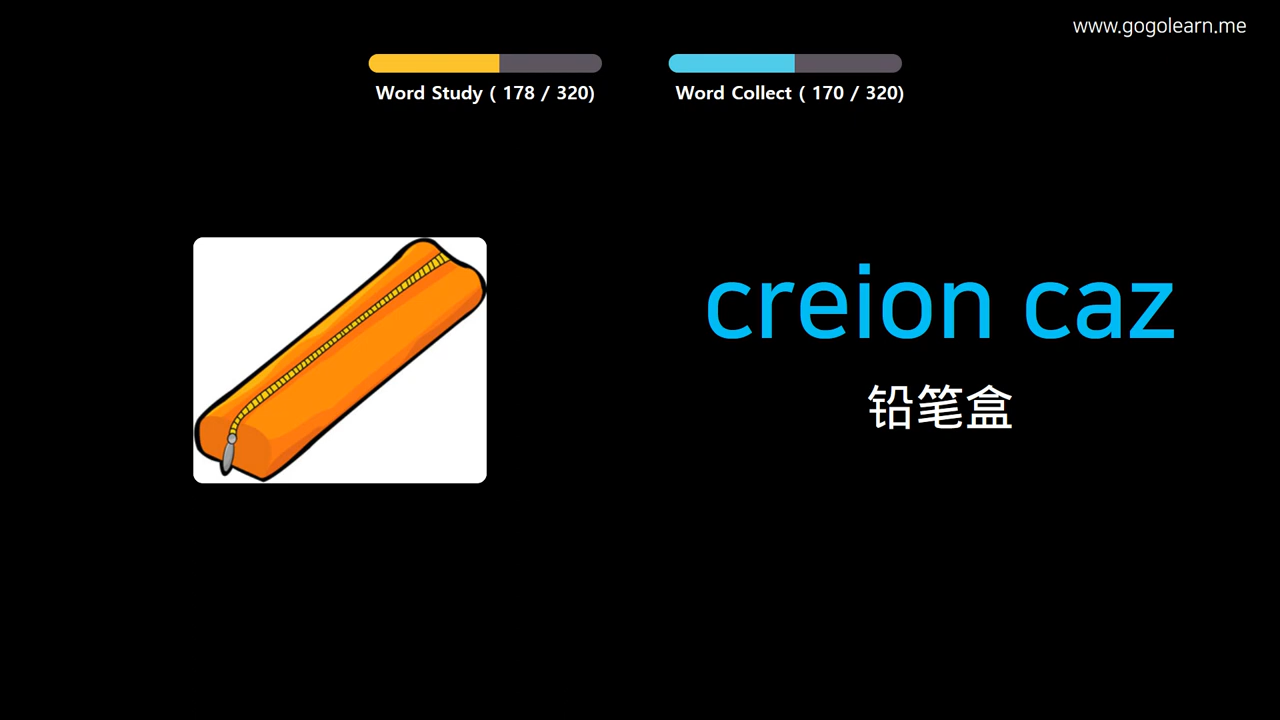 www.gogolearn.me
Word Study ( 178 / 320)
Word Collect ( 170 / 320)
creion caz
铅笔盒